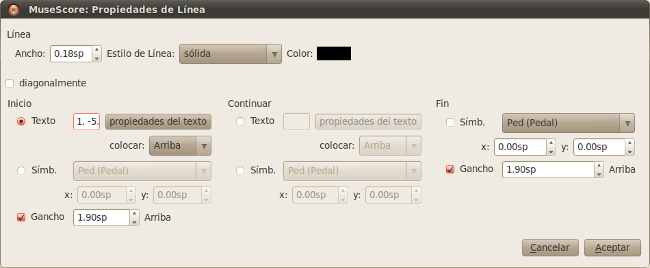 MuseScore: Propiedades de Línea
Línea
Ancho: 0.18sp Estilo de Línea: sólida Color:
diagonalmente
Inicio Continuar Fin
Texto 1. -5. propiedades del texto Texto propiedades del texto Símb. Ped (Pedal)
colocar: Arriba colocar: Arriba x: 0.00sp y: 0.00sp
Símb. Ped (Pedal) Símb. Ped (Pedal) Gancho 1.90sp Arriba
x: 0.00sp y: 0.00sp x: 0.00sp y: 0.00sp
Gancho 1.90sp Arriba
Cancelar Aceptar